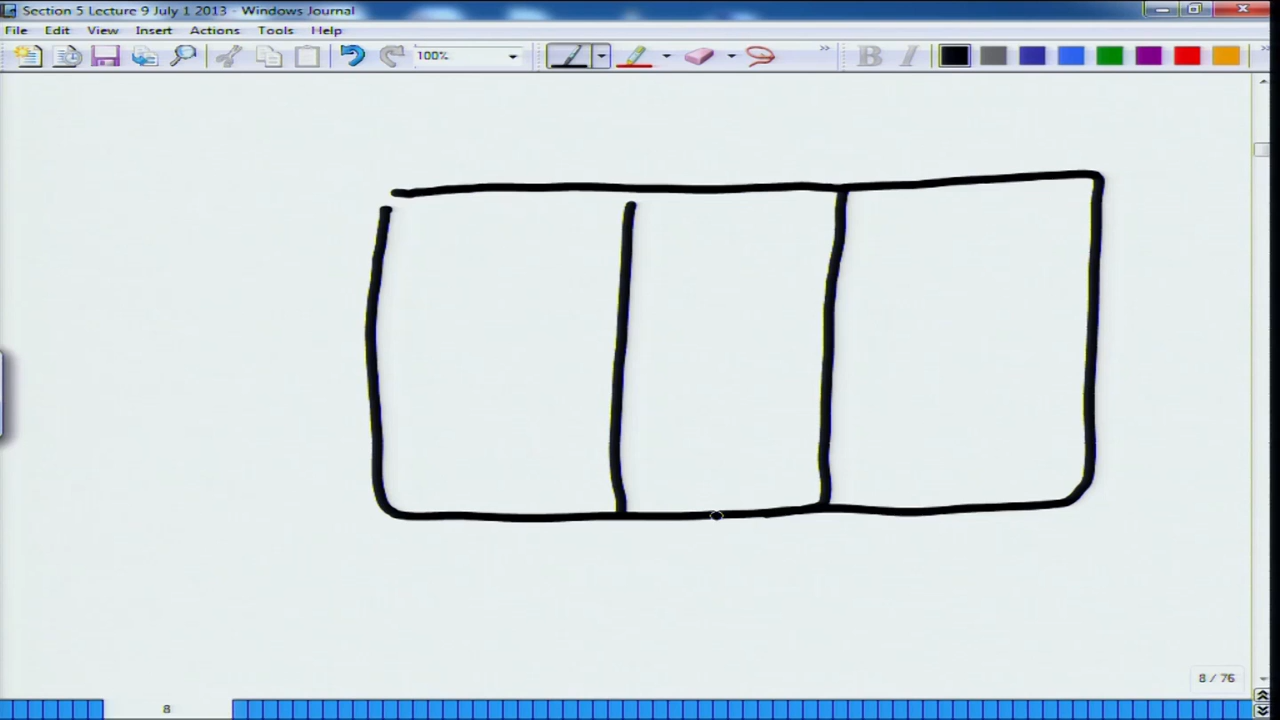 Section 5 Lecture 9 July 1 2013 - Windows Journal
File Edit View Insert Actions Tools Help
100% B I
8 / 76
8